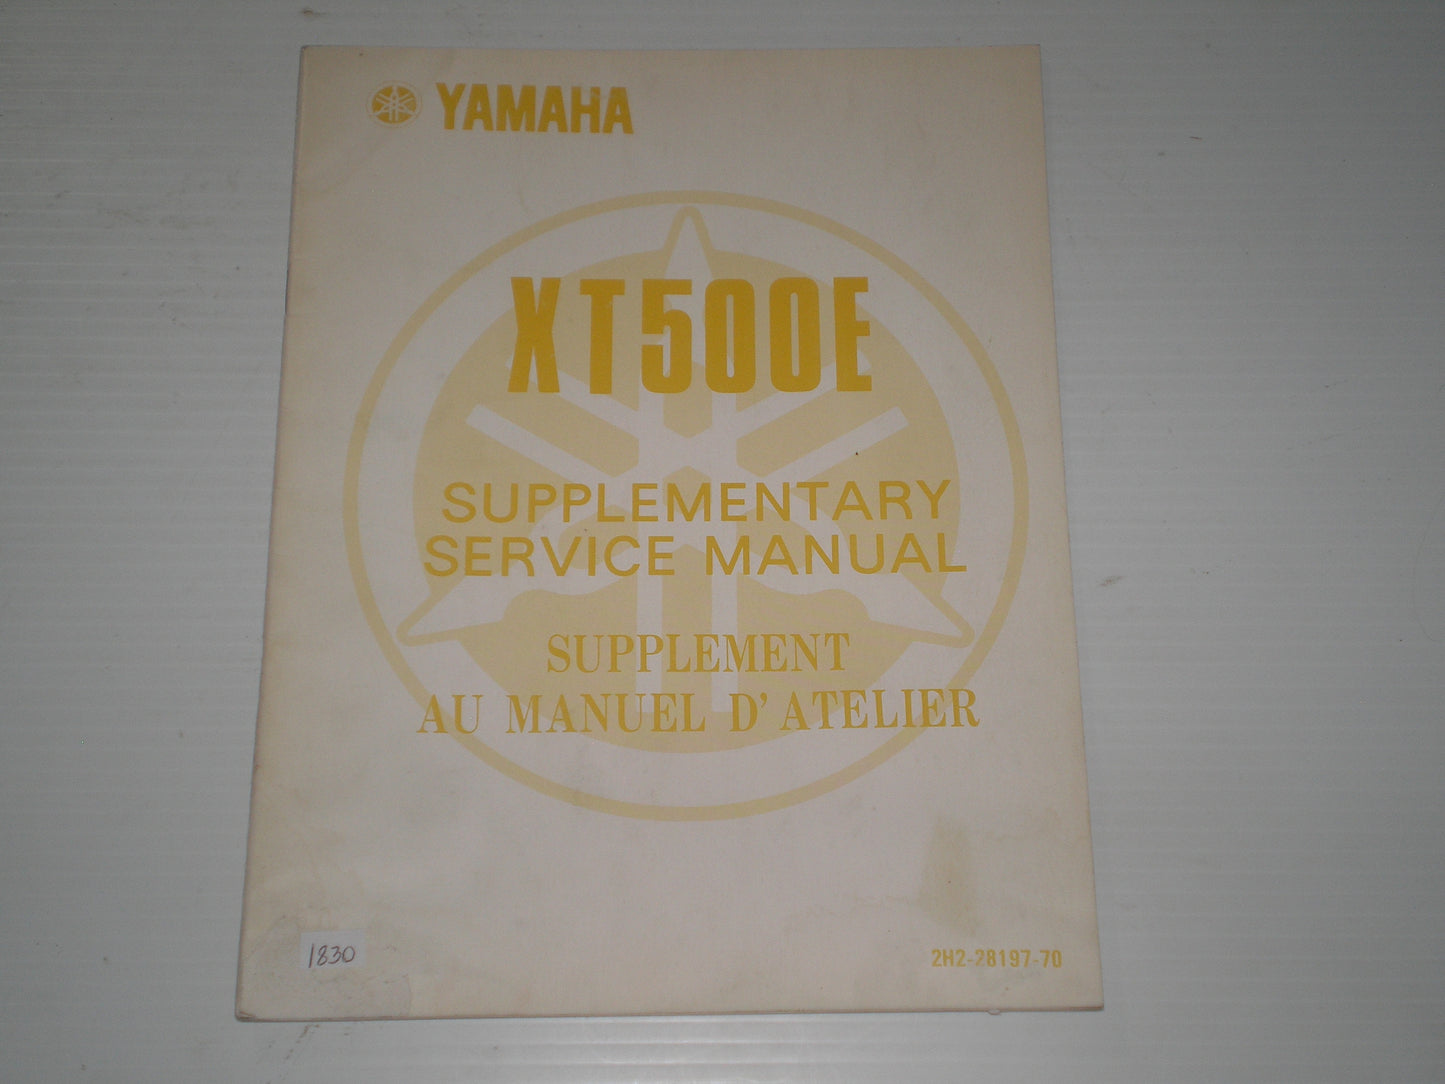 YAMAHA
XT500E
SUPPLEMENTARY
SERVICE MANUAL
SUPPLEMENT
AU MANUEL D'ATELIER
1830
2H2-28197-70